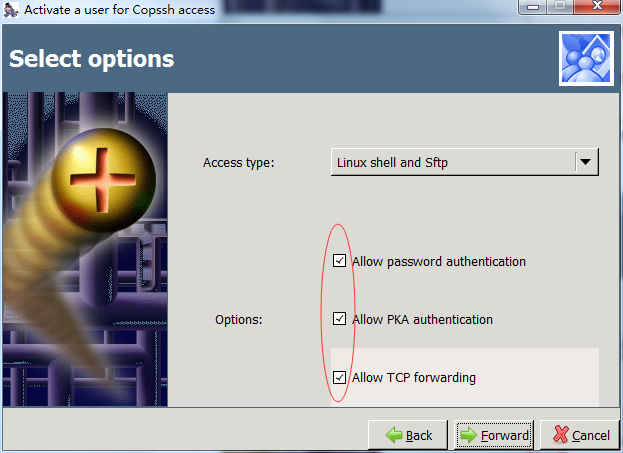 Activate a user for Copssh access
Select options
Access type:
Linux shell and Sftp
Allow password authentication
Options:
Allow PKA authentication
Allow TCP forwarding
Back
Forward
Cancel